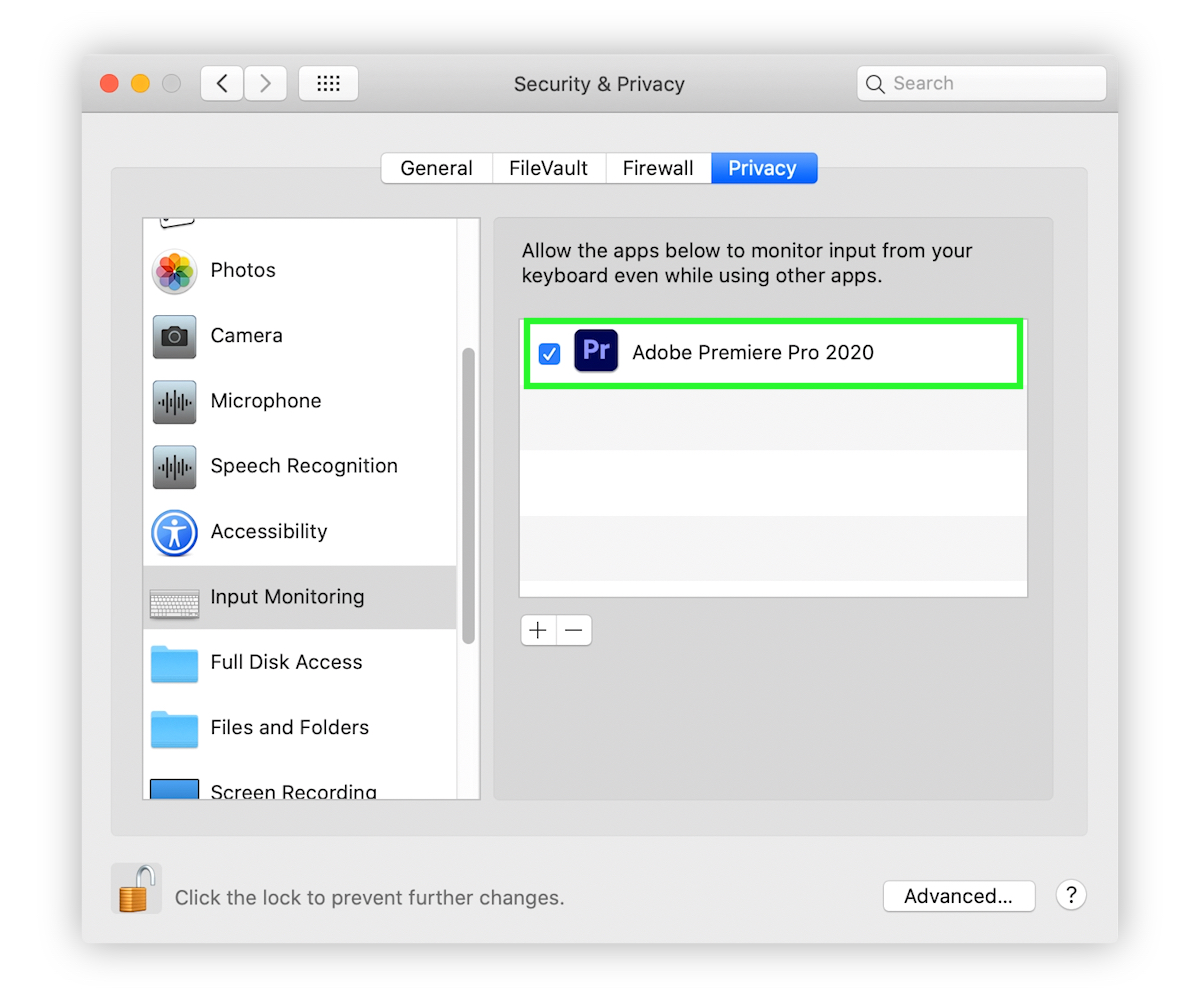 Security & Privacy
Search
General
FileVault
Firewall
Privacy
Photos
Camera
Microphone
Speech Recognition
Accessibility
Input Monitoring
Full Disk Access
Files and Folders
Screen Recording
Allow the apps below to monitor input from your
keyboard even while using other apps.
Pr
Adobe Premiere Pro 2020
Click the lock to prevent further changes.
Advanced...
?